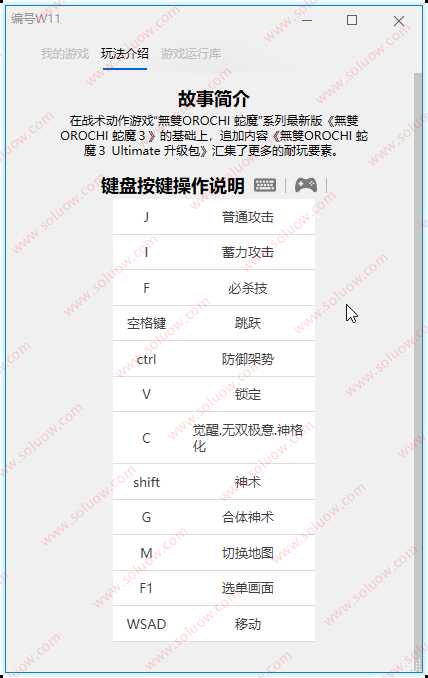 编号W11
我的游戏 玩法介绍 游戏运行库
故事简介
在战术动作游戏“無雙OROCHI 蛇魔”系列最新版《無雙
OROCHI 蛇魔３》的基础上，追加内容《無雙OROCHI 蛇
魔３ Ultimate 升级包》汇集了更多的耐玩要素。
键盘按键操作说明
J 普通攻击
I 蓄力攻击
F 必杀技
空格键 跳跃
ctrl 防御架势
V 锁定
C 觉醒,无双极意,神格
化
shift 神术
G 合体神术
M 切换地图
F1 选单画面
WSAD 移动
www.soluow.com